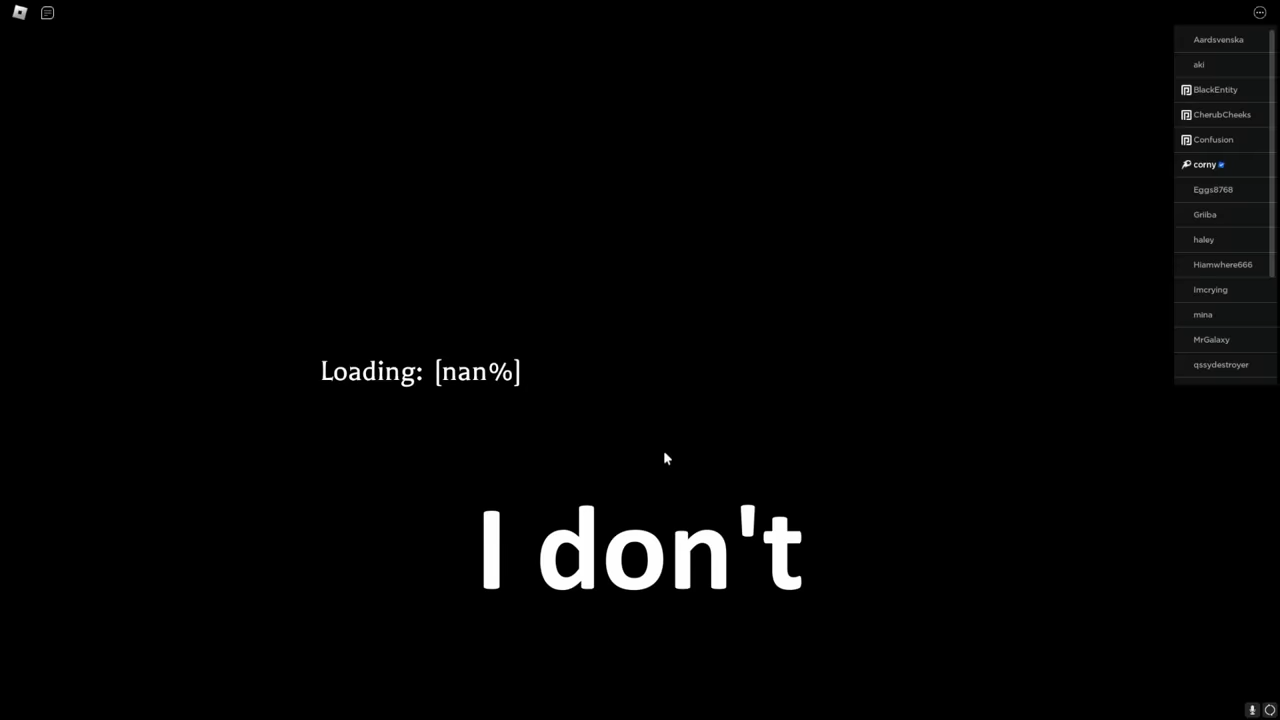 Aardsvenska
aki
BlackEntity
CherubCheeks
Confusion
corny
Eggs8768
Griiba
haley
Hiamwhere666
Imcrying
mina
MrGalaxy
qssydestroyer
Loading: [nan%]
I don't